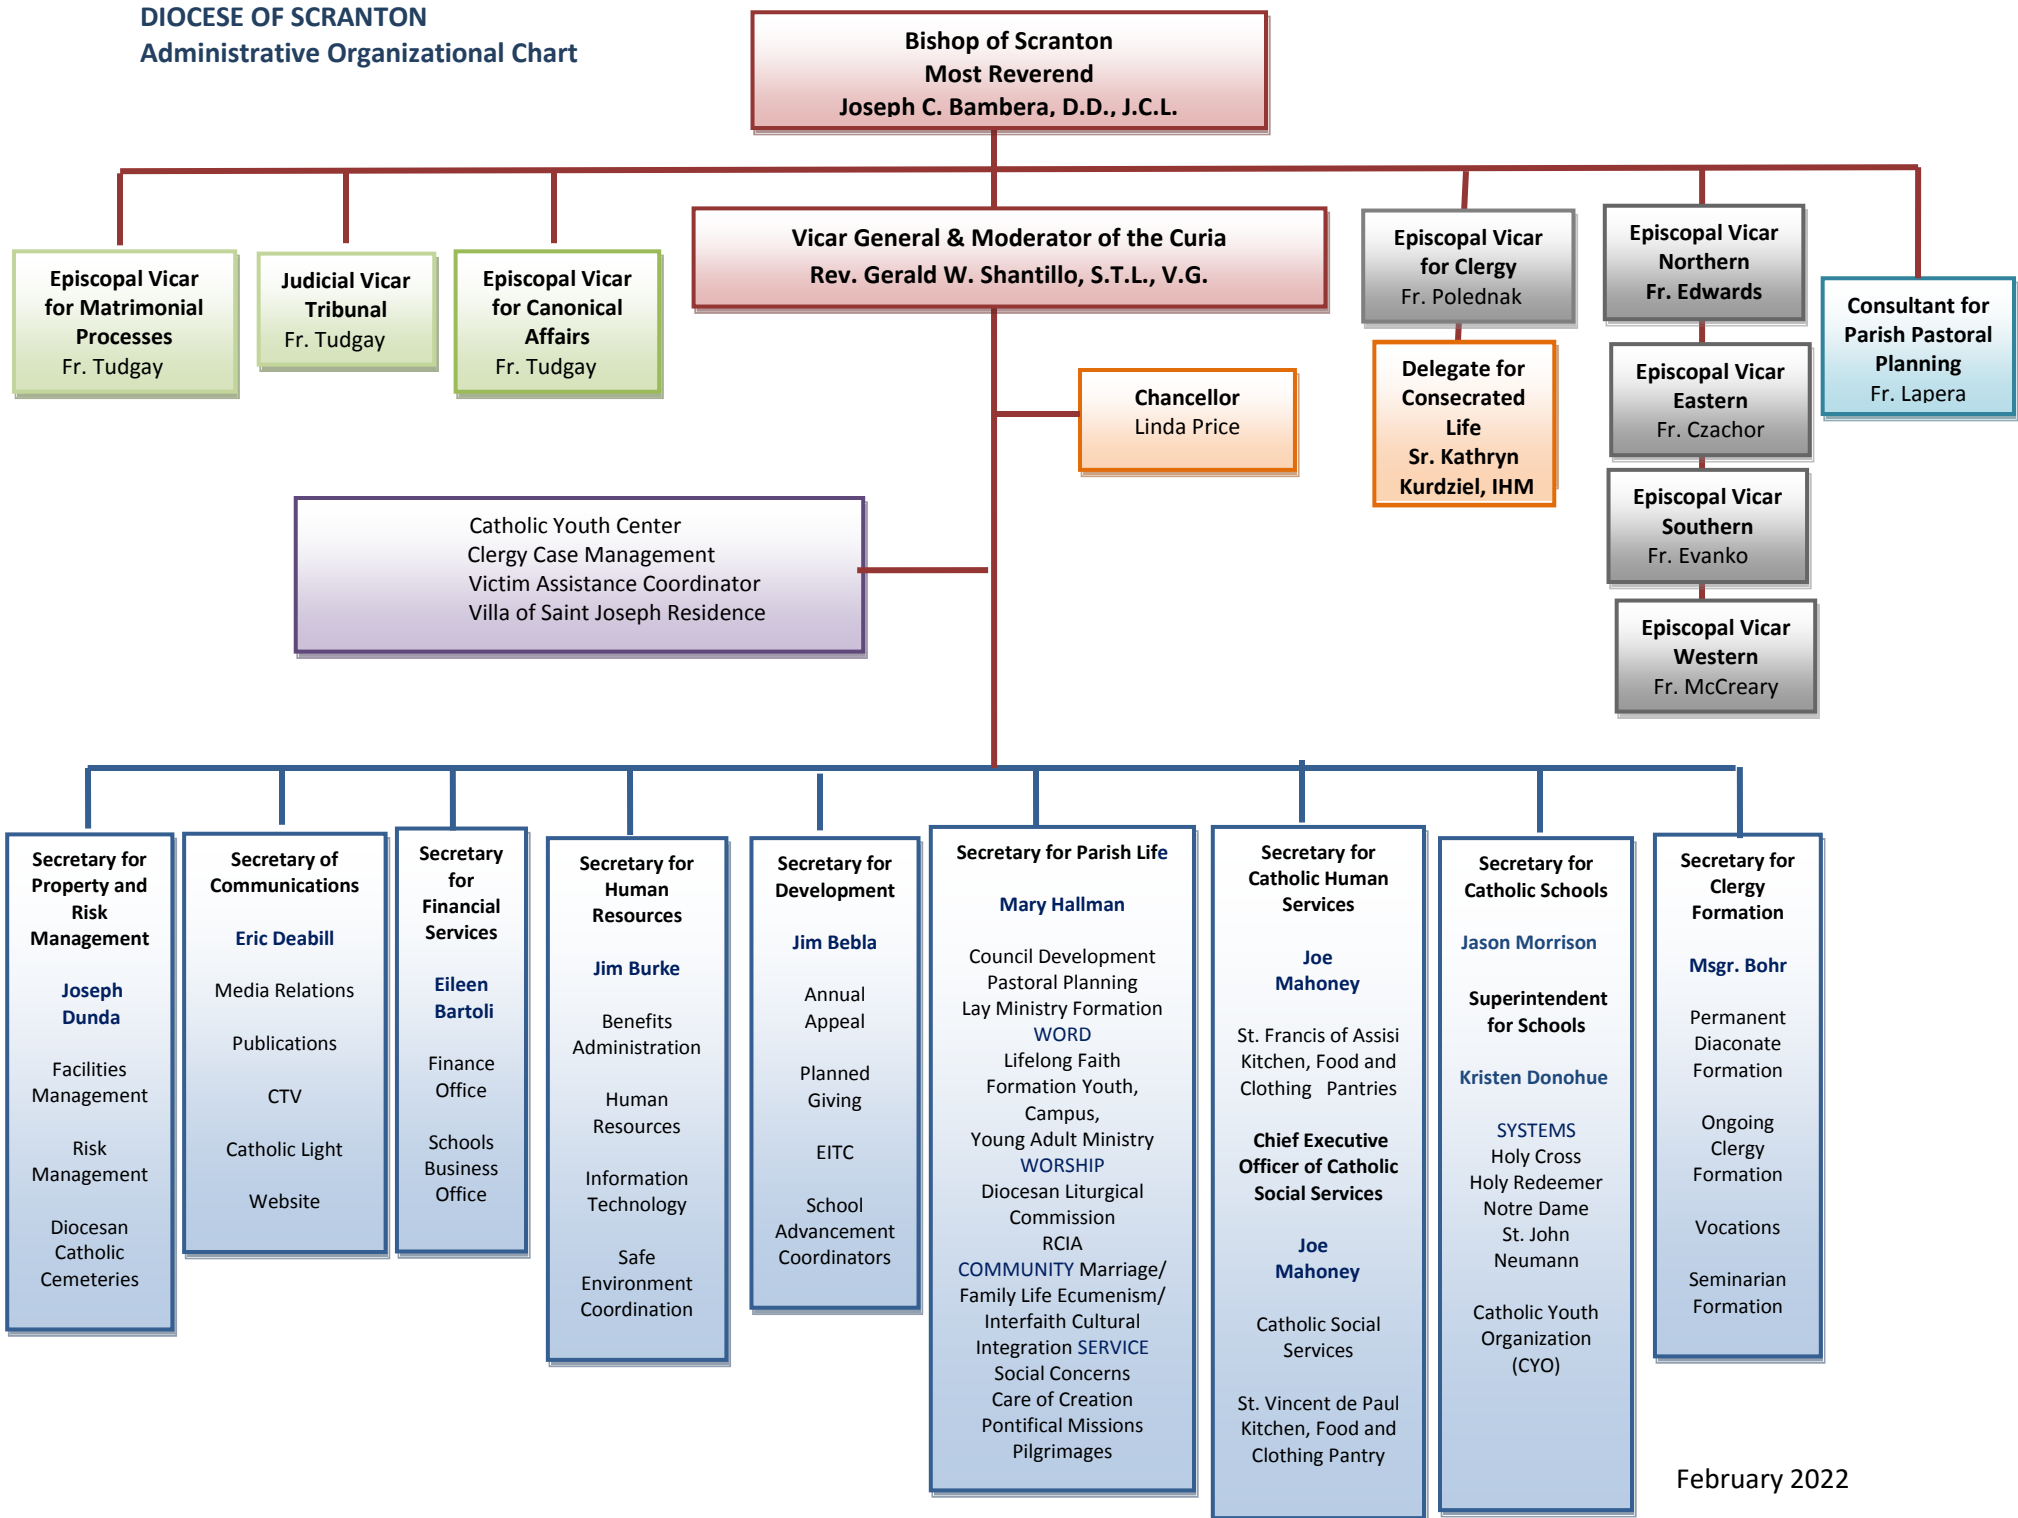 DIOCESE OF SCRANTON
Administrative Organizational Chart
Bishop of Scranton
Most Reverend
Joseph C. Bambera, D.D., J.C.L.
Episcopal Vicar
for Matrimonial
Processes
Fr. Tudgay
Judicial Vicar
Tribunal
Fr. Tudgay
Episcopal Vicar
for Canonical
Affairs
Fr. Tudgay
Vicar General & Moderator of the Curia
Rev. Gerald W. Shantillo, S.T.L., V.G.
Episcopal Vicar
for Clergy
Fr. Polednak
Delegate for
Consecrated
Life
Sr. Kathryn
Kurdziel, IHM
Episcopal Vicar
Northern
Fr. Edwards
Episcopal Vicar
Eastern
Fr. Czachor
Episcopal Vicar
Southern
Fr. Evanko
Episcopal Vicar
Western
Fr. McCreary
Consultant for
Parish Pastoral
Planning
Fr. Lapera
Chancellor
Linda Price
Catholic Youth Center
Clergy Case Management
Victim Assistance Coordinator
Villa of Saint Joseph Residence
Secretary for
Property and
Risk
Management
Joseph
Dunda
Facilities
Management
Risk
Management
Diocesan
Catholic
Cemeteries
Secretary of
Communications
Eric Deabill
Media Relations
Publications
CTV
Catholic Light
Website
Secretary
for
Financial
Services
Eileen
Bartoli
Finance
Office
Schools
Business
Office
Secretary for
Human
Resources
Jim Burke
Benefits
Administration
Human
Resources
Information
Technology
Safe
Environment
Coordination
Secretary for
Development
Jim Bebla
Annual
Appeal
Planned
Giving
EITC
School
Advancement
Coordinators
Secretary for Parish Life
Mary Hallman
Council Development
Pastoral Planning
Lay Ministry Formation
WORD
Lifelong Faith
Formation Youth,
Campus,
Young Adult Ministry
WORSHIP
Diocesan Liturgical
Commission
RCIA
COMMUNITY Marriage/
Family Life Ecumenism/
Interfaith Cultural
Integration SERVICE
Social Concerns
Care of Creation
Pontifical Missions
Pilgrimages
Secretary for
Catholic Human
Services
Joe
Mahoney
St. Francis of Assisi
Kitchen, Food and
Clothing Pantries
Chief Executive
Officer of Catholic
Social Services
Joe
Mahoney
Catholic Social
Services
St. Vincent de Paul
Kitchen, Food and
Clothing Pantry
Secretary for
Catholic Schools
Jason Morrison
Superintendent
for Schools
Kristen Donohue
SYSTEMS
Holy Cross
Holy Redeemer
Notre Dame
St. John
Neumann
Catholic Youth
Organization
(CYO)
Secretary for
Clergy
Formation
Msgr. Bohr
Permanent
Diaconate
Formation
Ongoing
Clergy
Formation
Vocations
Seminarian
Formation
February 2022